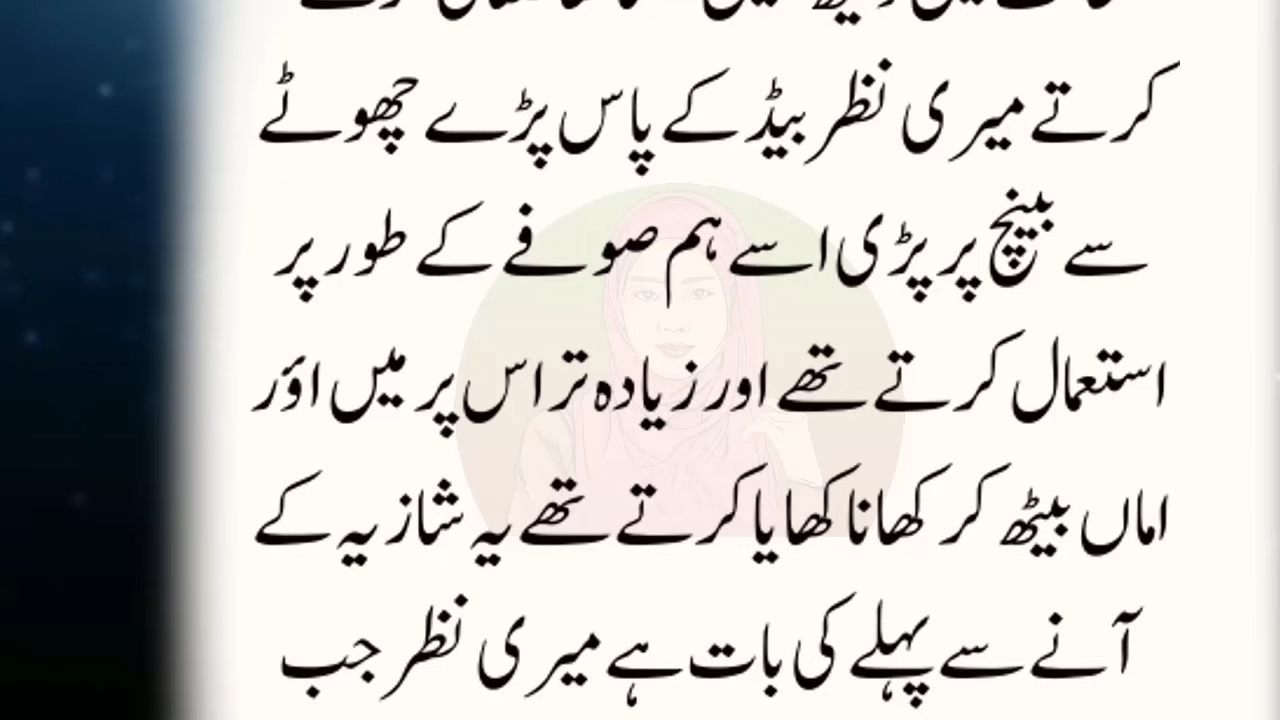 کرتے میری نظر بیڈ کے پاس پڑے چھوٹے
سے بینچ پر پڑی اسے ہم صوفے کے طور پر
استعمال کرتے تھے اور زیادہ تر اس پر میں اؤر
اماں بیٹھ کر کھانا کھایا کرتے تھے یہ شازیہ کے
آنے سے پہلے کی بات ہے میری نظر جب